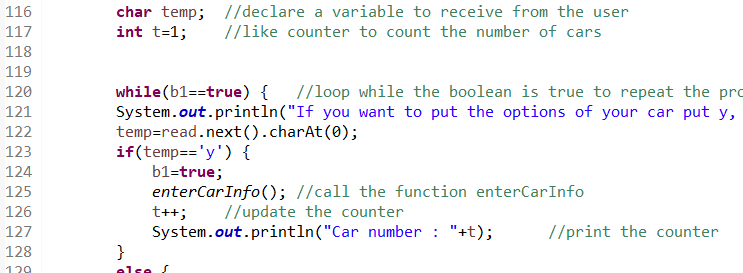 116 char temp; //declare a variable to receive from the user
117 int t=1; //like counter to count the number of cars
118
119
120 while(b1==true) { //loop while the boolean is true to repeat the pro
121 System.out.println("If you want to put the options of your car put y,
122 temp=read.next().charAt(0);
123 if(temp=='y') {
124 b1=true;
125 enterCarInfo(); //call the function enterCarInfo
126 t++; //update the counter
127 System.out.println("Car number : "+t); //print the counter
128 }
129 else {